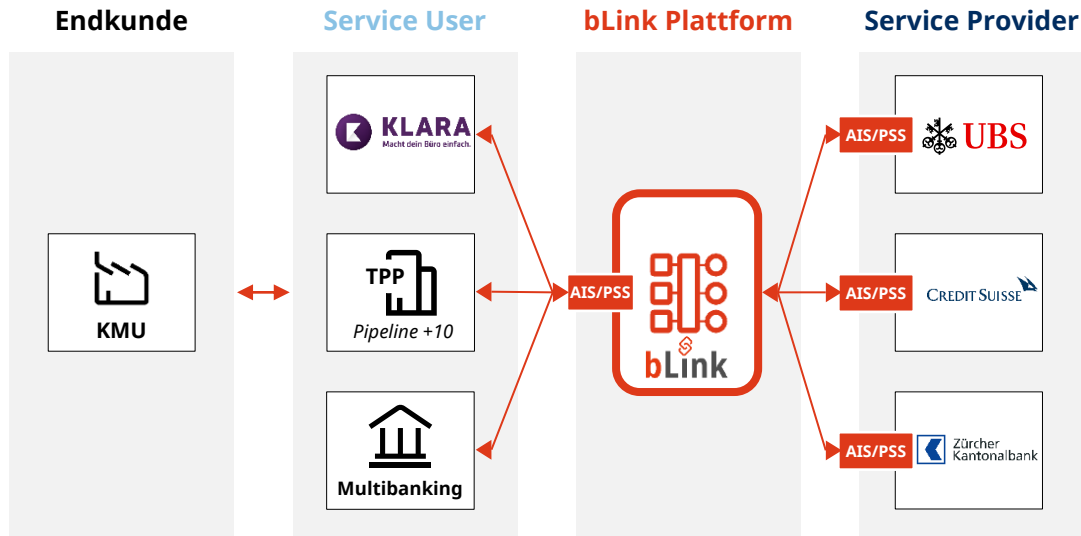 Endkunde
Service User
bLink Plattform
Service Provider
KMU
KLARA
Macht dein Büro einfach.
TPP
Pipeline +10
Multibanking
AIS/PSS
bLink
AIS/PSS
UBS
AIS/PSS
CREDIT SUISSE
AIS/PSS
Zürcher
Kantonalbank